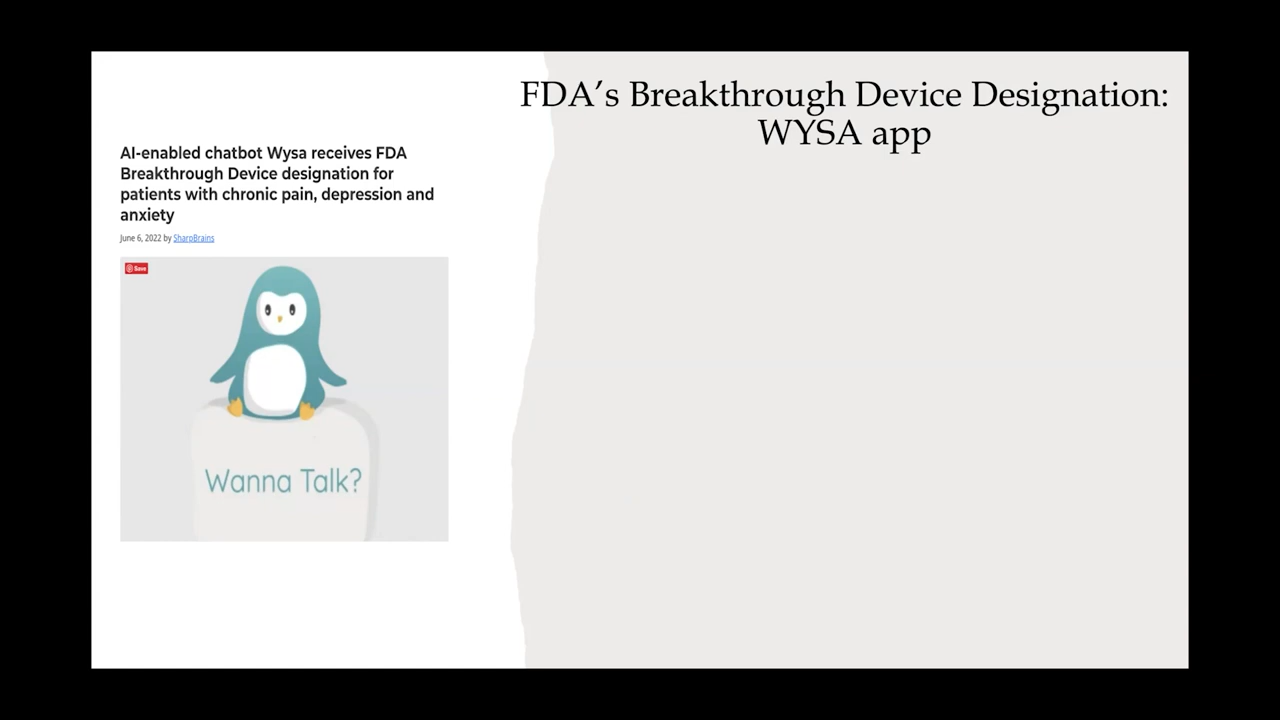 FDA’s Breakthrough Device Designation:
WYSA app
AI-enabled chatbot Wysa receives FDA
Breakthrough Device designation for
patients with chronic pain, depression and
anxiety
June 6, 2022 by SharpBrains
Save
Wanna Talk?